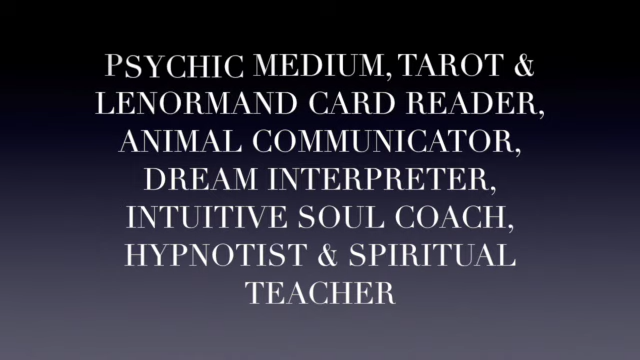 PSYCHIC MEDIUM, TAROT &
LENORMAND CARD READER,
ANIMAL COMMUNICATOR,
DREAM INTERPRETER,
INTUITIVE SOUL COACH,
HYPNOTIST & SPIRITUAL
TEACHER